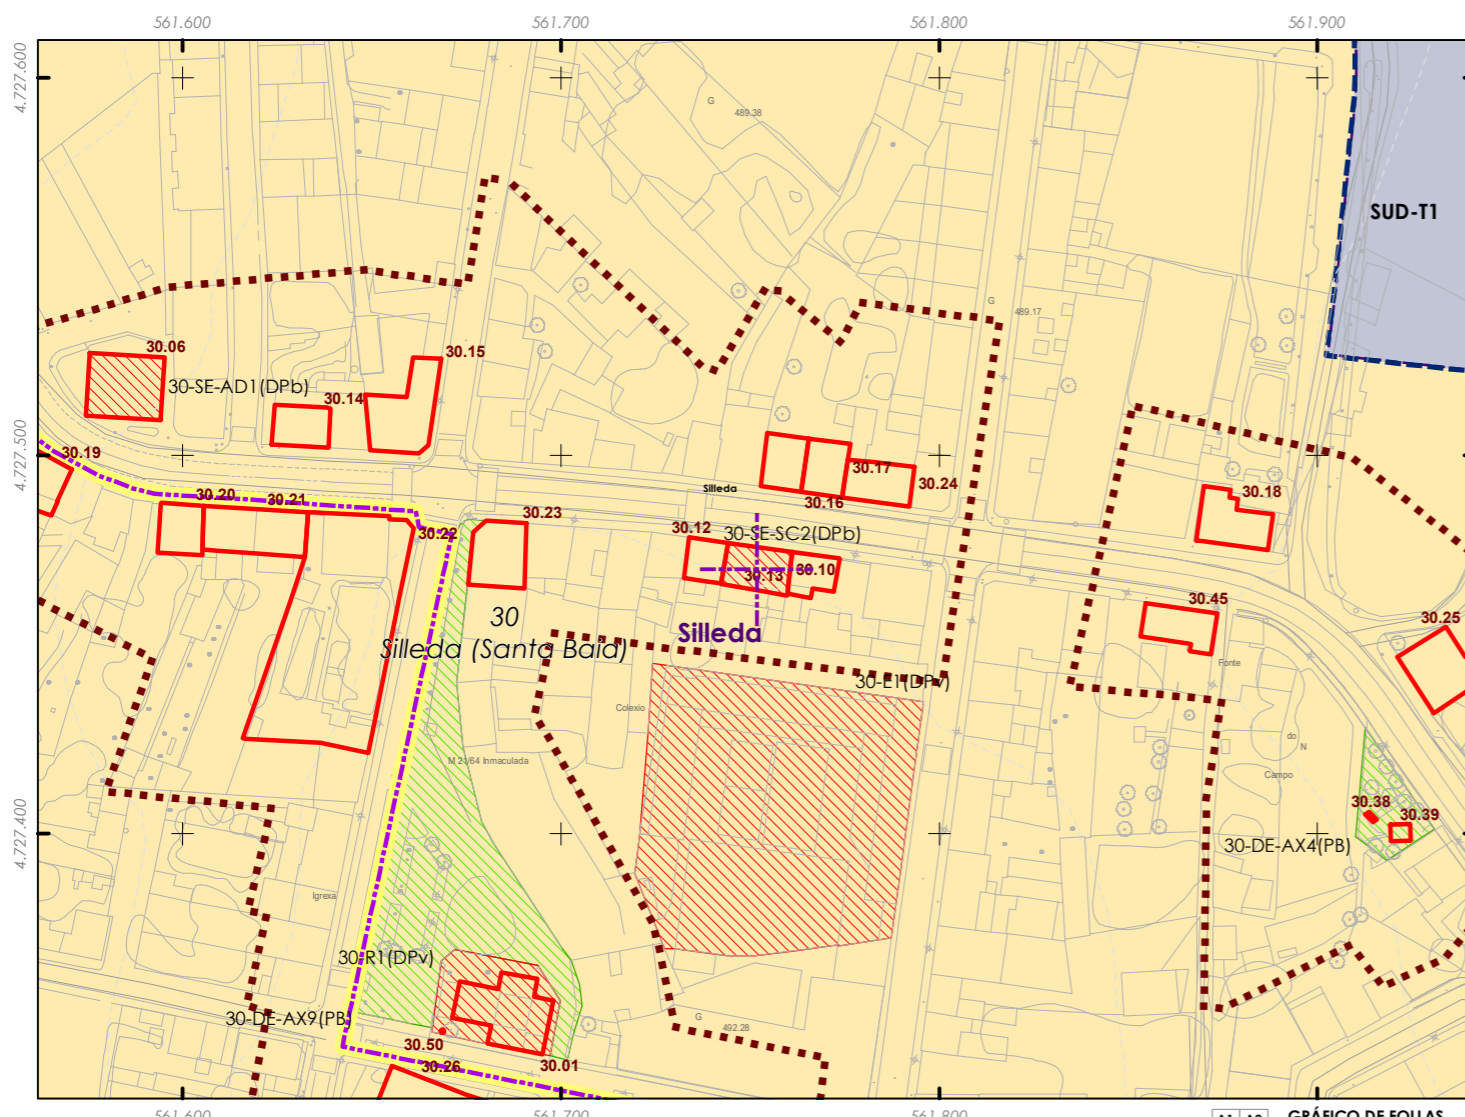 561.600
561.700
561.800
561.900
4.727.600
G
489.38
SUD-T1
G
489.17
30.06
30.15
30-SE-AD1(DPb)
30.14
4.727.500
30.19
30.17
30.18
30.20
30.21
Silleda
30.16
30.24
30.22
30.23
30.12
30-SE-SC2(DPb)
30.13
30.10
30
Silleda (Santa Baia)
Silleda
30.45
30.25
Fonte
30-E1(DPv)
Colexio
do
N
M 21/64 Inmaculada
Campo
30.38
30.39
4.727.400
30-DE-AX4(PB)
Igrexa
30-R1(DPv)
30-DE-AX9(PB)
G
492.28
30.50
30.26
30.01
561.600
561.700
561.800
GRÁFICO DE FOLLAS